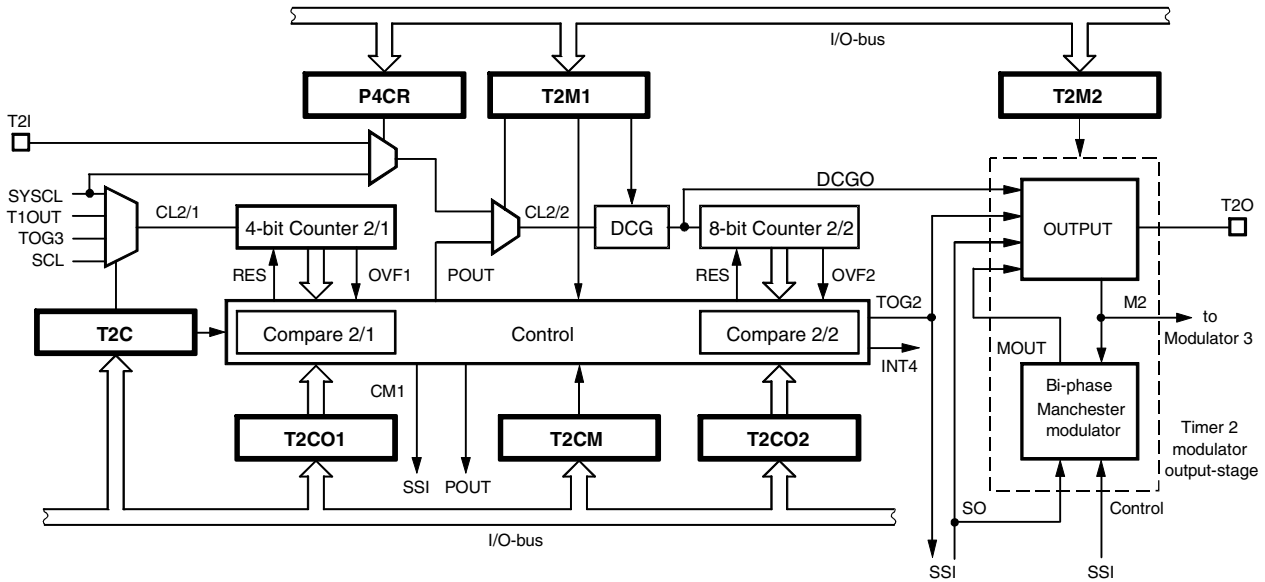 I/O-bus
P4CR
T2M1
T2M2
T2I
SYSCL
T1OUT
TOG3
SCL
CL2/1
4-bit Counter 2/1
CL2/2
DCG
8-bit Counter 2/2
DCGO
OUTPUT
T2O
RES
OVF1
POUT
RES
OVF2
TOG2
T2C
Compare 2/1
Control
Compare 2/2
INT4
M2
to
Modulator 3
MOUT
Bi-phase
Manchester
modulator
Timer 2
modulator
output-stage
CM1
T2CO1
T2CM
T2CO2
SSI
POUT
SO
Control
I/O-bus
SSI
SSI